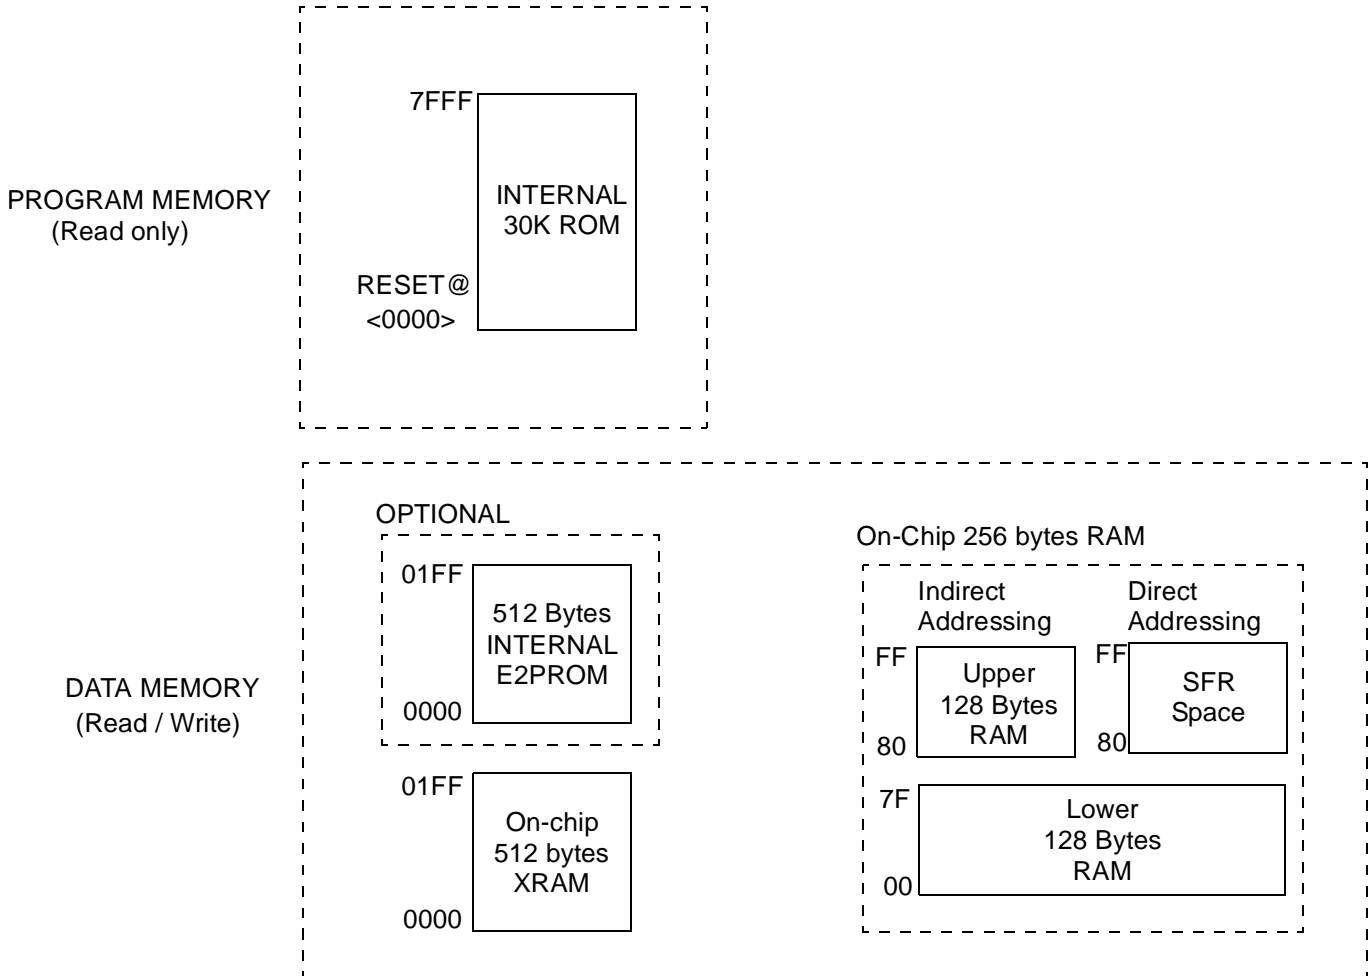 7FFF
INTERNAL
30K ROM
PROGRAM MEMORY
(Read only)
RESET@
<0000>
OPTIONAL
01FF
512 Bytes
INTERNAL
E2PROM
0000
DATA MEMORY
(Read / Write)
01FF
On-chip
512 bytes
XRAM
0000
On-Chip 256 bytes RAM
Indirect
Addressing
Direct
Addressing
FF
Upper
128 Bytes
RAM
80
FF
SFR
Space
80
7F
Lower
128 Bytes
RAM
00